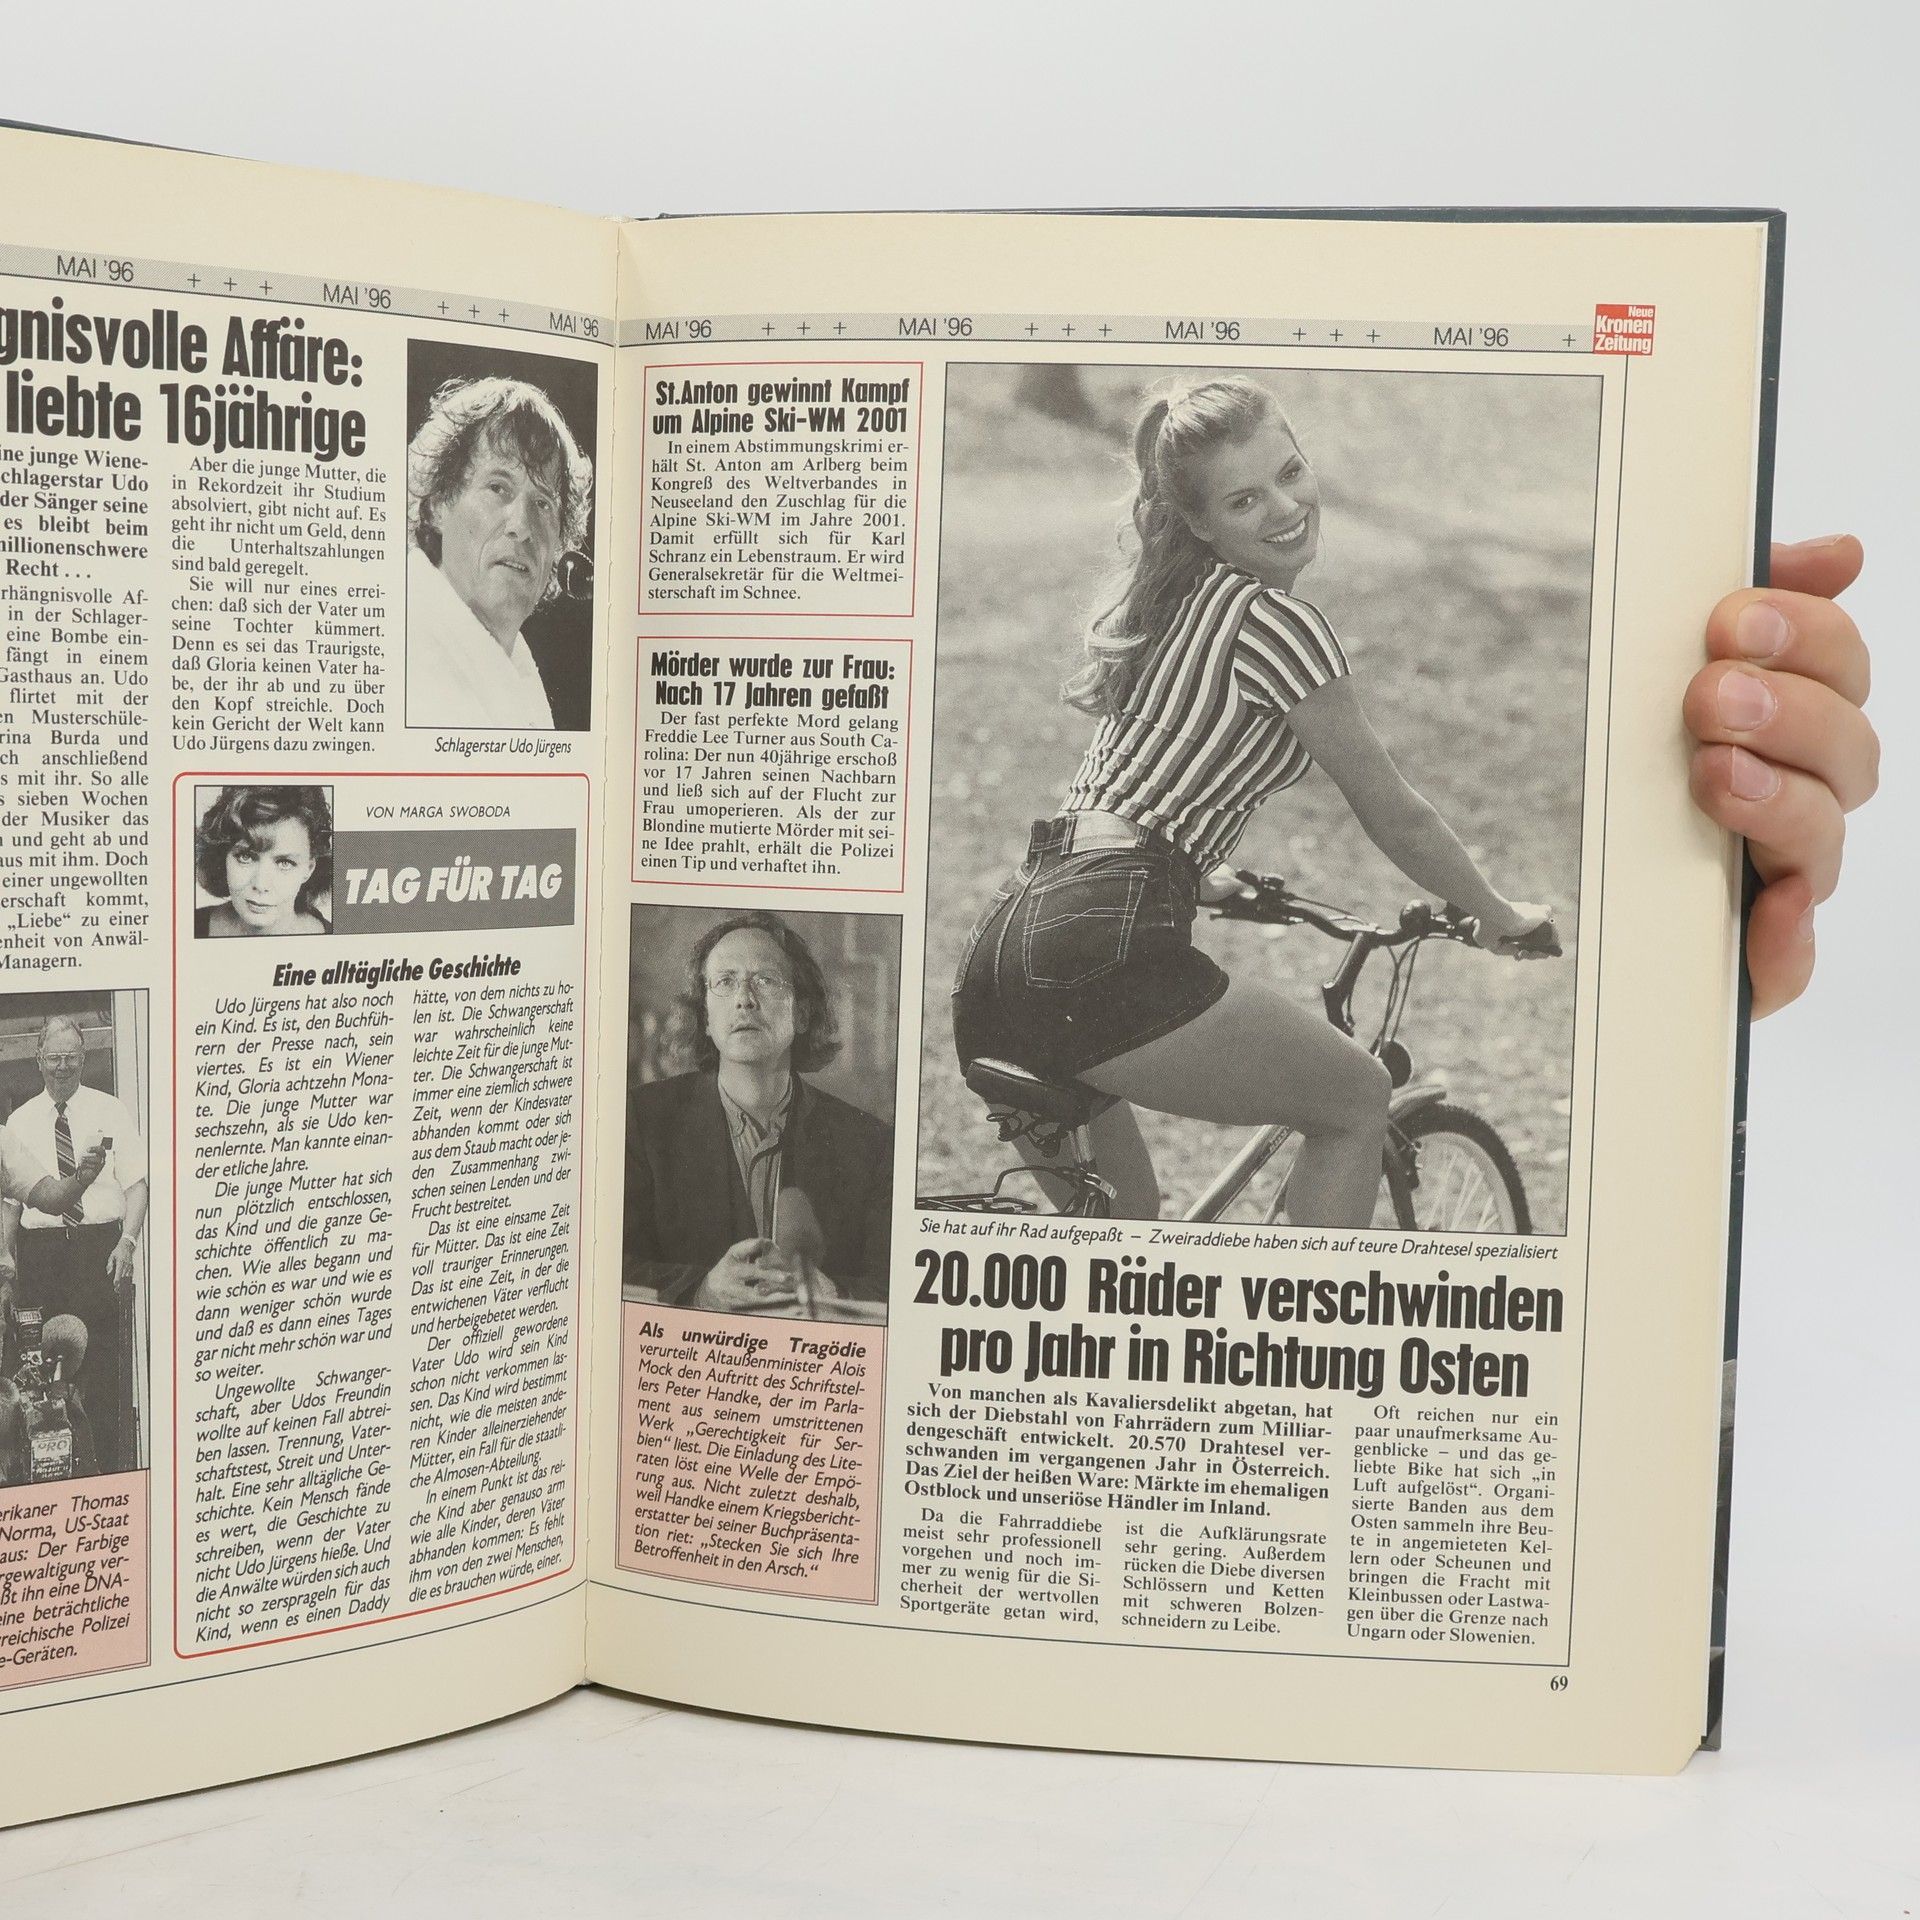 MAI '96 + + + MAI '96 + + + MAI '96
gnisvolle Affäre:
liebte 16jährige
ine junge Wiene-
chlagerstar Udo
der Sänger seine
es bleibt beim
millionenschwere
Recht . . .
rhängnisvolle Af-
in der Schlager-
eine Bombe ein-
fängt in einem
Gasthaus an. Udo
flirtet mit der
en Musterschüle-
rina Burda und
ch anschließend
s mit ihr. So alle
s sieben Wochen
der Musiker das
n und geht ab und
aus mit ihm. Doch
einer ungewollten
erschaft kommt,
„Liebe“ zu einer
enheit von Anwäl-
Managern.
Aber die junge Mutter, die
in Rekordzeit ihr Studium
absolviert, gibt nicht auf. Es
geht ihr nicht um Geld, denn
die Unterhaltszahlungen
sind bald geregelt.
Sie will nur eines errei-
chen: daß sich der Vater um
seine Tochter kümmert.
Denn es sei das Traurigste,
daß Gloria keinen Vater ha-
be, der ihr ab und zu über
den Kopf streichle. Doch
kein Gericht der Welt kann
Udo Jürgens dazu zwingen.
Schlagerstar Udo Jürgens
PRO
erikaner Thomas
Norma, US-Staat
aus: Der Farbige
rgewaltigung ver-
ßt ihn eine DNA-
eine beträchtliche
rreichische Polizei
e-Geräten.
VON MARGA SWOBODA
TAG FÜR TAG
Eine alltägliche Geschichte
Udo Jürgens hat also noch
ein Kind. Es ist, den Buchfüh-
rern der Presse nach, sein
viertes. Es ist ein Wiener
Kind, Gloria achtzehn Mona-
te. Die junge Mutter war
sechszehn, als sie Udo ken-
nenlernte. Man kannte einan-
der etliche Jahre.
Die junge Mutter hat sich
nun plötzlich entschlossen,
das Kind und die ganze Ge-
schichte öffentlich zu ma-
chen. Wie alles begann und
wie schön es war und wie es
dann weniger schön wurde
und daß es dann eines Tages
gar nicht mehr schön war und
so weiter.
Ungewollte Schwanger-
schaft, aber Udos Freundin
wollte auf keinen Fall abtrei-
ben lassen. Trennung, Vater-
schaftstest, Streit und Unter-
halt. Eine sehr alltägliche Ge-
schichte. Kein Mensch fände
es wert, die Geschichte zu
schreiben, wenn der Vater
nicht Udo Jürgens hieße. Und
die Anwälte würden sich auch
nicht so zersprageln für das
Kind, wenn es einen Daddy
hätte, von dem nichts zu ho-
len ist. Die Schwangerschaft
war wahrscheinlich keine
leichte Zeit für die junge Mut-
ter. Die Schwangerschaft ist
immer eine ziemlich schwere
Zeit, wenn der Kindesvater
abhanden kommt oder sich
aus dem Staub macht oder je-
den Zusammenhang zwi-
schen seinen Lenden und der
Frucht bestreitet.
Das ist eine einsame Zeit
für Mütter. Das ist eine Zeit
voll trauriger Erinnerungen.
Das ist eine Zeit, in der die
entwichenen Väter verflucht
und herbeigebetet werden.
Der offiziell gewordene
Vater Udo wird sein Kind
schon nicht verkommen las-
sen. Das Kind wird bestimmt
nicht, wie die meisten ande-
ren Kinder alleinerziehender
Mütter, ein Fall für die staatli-
che Almosen-Abteilung.
In einem Punkt ist das rei-
che Kind aber genauso arm
wie alle Kinder, deren Väter
abhanden kommen: Es fehlt
ihm von den zwei Menschen,
die es brauchen würde, einer.
MAI '96 + + + MAI '96 + + + MAI '96 + + + MAI '96 +
Neue
Kronen
Zeitung
St.Anton gewinnt Kampf
um Alpine Ski-WM 2001
In einem Abstimmungskrimi er-
hält St. Anton am Arlberg beim
Kongreß des Weltverbandes in
Neuseeland den Zuschlag für die
Alpine Ski-WM im Jahre 2001.
Damit erfüllt sich für Karl
Schranz ein Lebenstraum. Er wird
Generalsekretär für die Weltmei-
sterschaft im Schnee.
Mörder wurde zur Frau:
Nach 17 Jahren gefaßt
Der fast perfekte Mord gelang
Freddie Lee Turner aus South Ca-
rolina: Der nun 40jährige erschoß
vor 17 Jahren seinen Nachbarn
und ließ sich auf der Flucht zur
Frau umoperieren. Als der zur
Blondine mutierte Mörder mit sei-
ne Idee prahlt, erhält die Polizei
einen Tip und verhaftet ihn.
Als unwürdige Tragödie
verurteilt Altaußenminister Alois
Mock den Auftritt des Schriftstel-
lers Peter Handke, der im Parla-
ment aus seinem umstrittenen
Werk „Gerechtigkeit für Ser-
bien“ liest. Die Einladung des Lite-
raten löst eine Welle der Empö-
rung aus. Nicht zuletzt deshalb,
weil Handke einem Kriegsbericht-
erstatter bei seiner Buchpräsenta-
tion riet: „Stecken Sie sich Ihre
Betroffenheit in den Arsch.“
Sie hat auf ihr Rad aufgepaßt – Zweiraddiebe haben sich auf teure Drahtesel spezialisiert
20.000 Räder verschwinden
pro Jahr in Richtung Osten
Von manchen als Kavaliersdelikt abgetan, hat
sich der Diebstahl von Fahrrädern zum Milliar-
dengeschäft entwickelt. 20.570 Drahtesel ver-
schwanden im vergangenen Jahr in Österreich.
Das Ziel der heißen Ware: Märkte im ehemaligen
Ostblock und unseriöse Händler im Inland.
Da die Fahrraddiebe
meist sehr professionell
vorgehen und noch im-
mer zu wenig für die Si-
cherheit der wertvollen
Sportgeräte getan wird,
ist die Aufklärungsrate
sehr gering. Außerdem
rücken die Diebe diversen
Schlössern und Ketten
mit schweren Bolzen-
schneidern zu Leibe.
Oft reichen nur ein
paar unaufmerksame Au-
genblicke – und das ge-
liebte Bike hat sich „in
Luft aufgelöst“. Organi-
sierte Banden aus dem
Osten sammeln ihre Beu-
te in angemieteten Kel-
lern oder Scheunen und
bringen die Fracht mit
Kleinbussen oder Lastwa-
gen über die Grenze nach
Ungarn oder Slowenien.
69